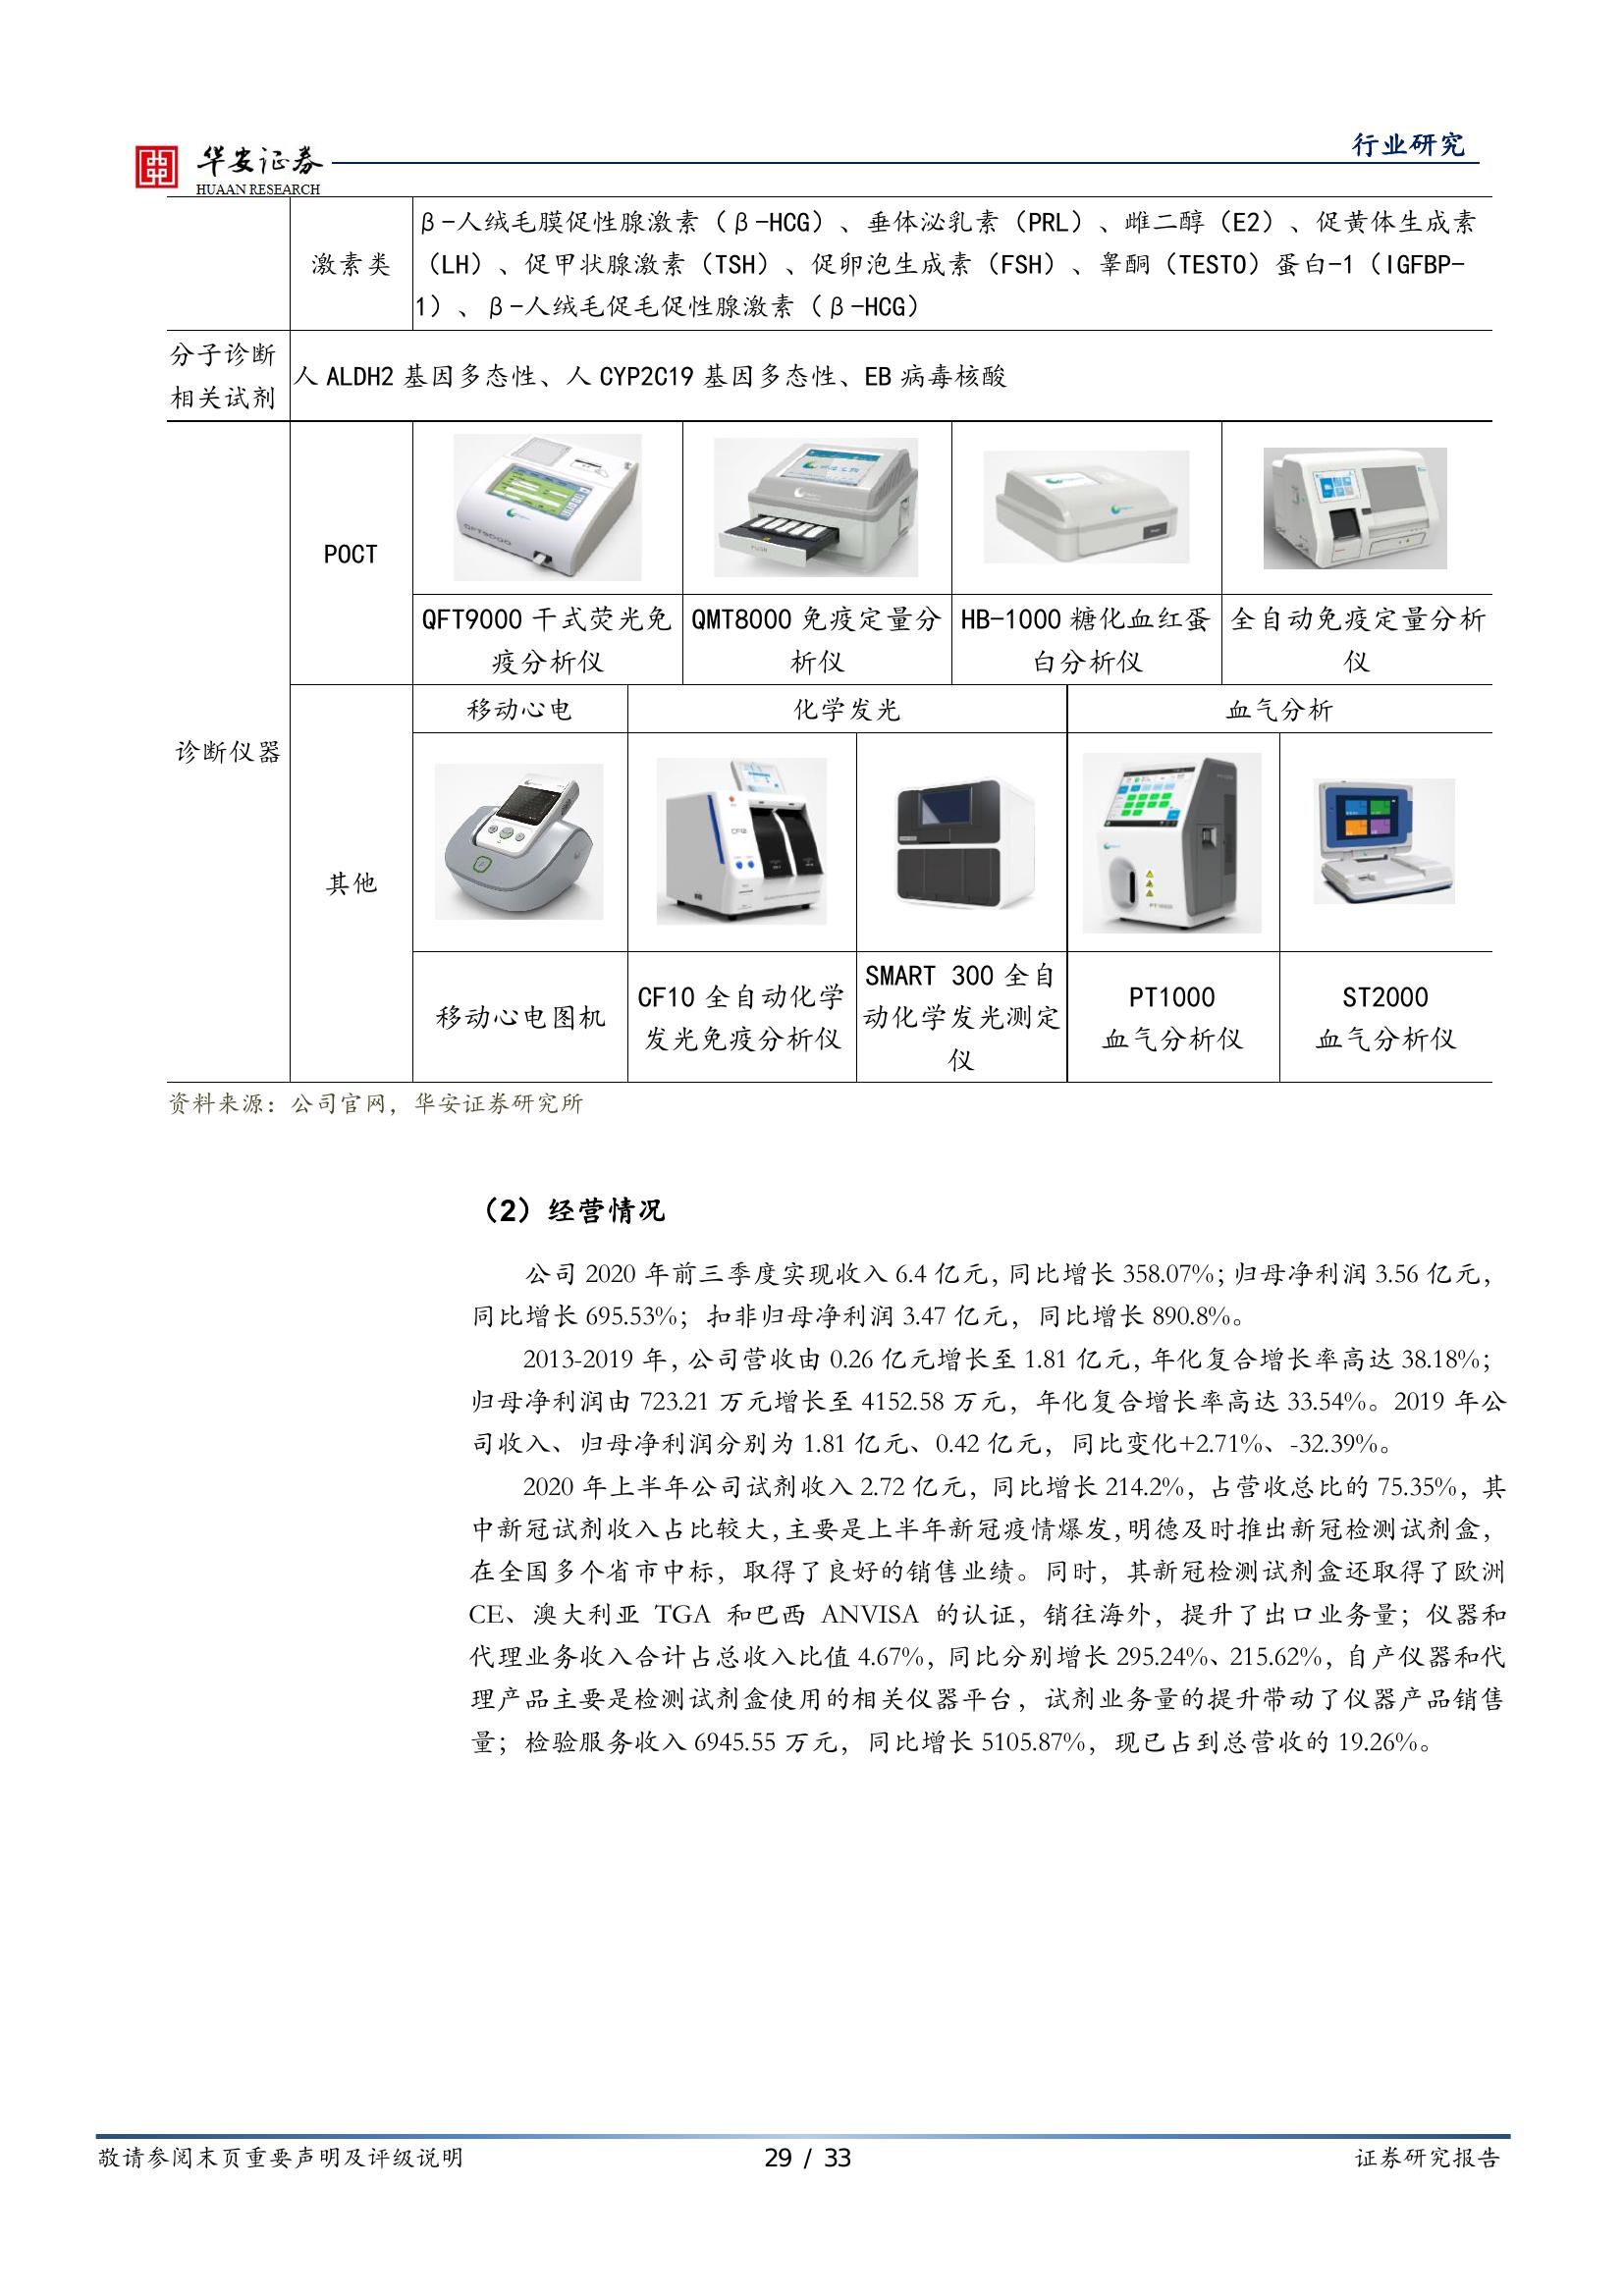 华安证券
HUAAN RESEARCH
行业研究
激素类
β-人绒毛膜促性腺激素（β-HCG）、垂体泌乳素（PRL）、雌二醇（E2）、促黄体生成素
（LH）、促甲状腺激素（TSH）、促卵泡生成素（FSH）、睾酮（TESTO）蛋白-1（IGFBP-
1）、β-人绒毛促毛促性腺激素（β-HCG）
分子诊断
相关试剂
人 ALDH2 基因多态性、人 CYP2C19 基因多态性、EB 病毒核酸
诊断仪器
POCT
QFT9000
QFT9000 干式荧光免
疫分析仪
QMT8000 免疫定量分
析仪
HB-1000 糖化血红蛋
白分析仪
全自动免疫定量分析
仪
其他
移动心电
化学发光
血气分析
CF10
PT1000
移动心电图机
CF10 全自动化学
发光免疫分析仪
SMART 300 全自
动化学发光测定
仪
PT1000
血气分析仪
ST2000
血气分析仪
资料来源：公司官网，华安证券研究所
（2）经营情况
公司 2020 年前三季度实现收入 6.4 亿元，同比增长 358.07%；归母净利润 3.56 亿元，
同比增长 695.53%；扣非归母净利润 3.47 亿元，同比增长 890.8%。
2013-2019 年，公司营收由 0.26 亿元增长至 1.81 亿元，年化复合增长率高达 38.18%；
归母净利润由 723.21 万元增长至 4152.58 万元，年化复合增长率高达 33.54%。2019 年公
司收入、归母净利润分别为 1.81 亿元、0.42 亿元，同比变化+2.71%、-32.39%。
2020 年上半年公司试剂收入 2.72 亿元，同比增长 214.2%，占营收总比的 75.35%，其
中新冠试剂收入占比较大，主要是上半年新冠疫情爆发，明德及时推出新冠检测试剂盒，
在全国多个省市中标，取得了良好的销售业绩。同时，其新冠检测试剂盒还取得了欧洲
CE、澳大利亚 TGA 和巴西 ANVISA 的认证，销往海外，提升了出口业务量；仪器和
代理业务收入合计占总收入比值 4.67%，同比分别增长 295.24%、215.62%，自产仪器和代
理产品主要是检测试剂盒使用的相关仪器平台，试剂业务量的提升带动了仪器产品销售
量；检验服务收入 6945.55 万元，同比增长 5105.87%，现已占到总营收的 19.26%。
敬请参阅末页重要声明及评级说明
29 / 33
证券研究报告